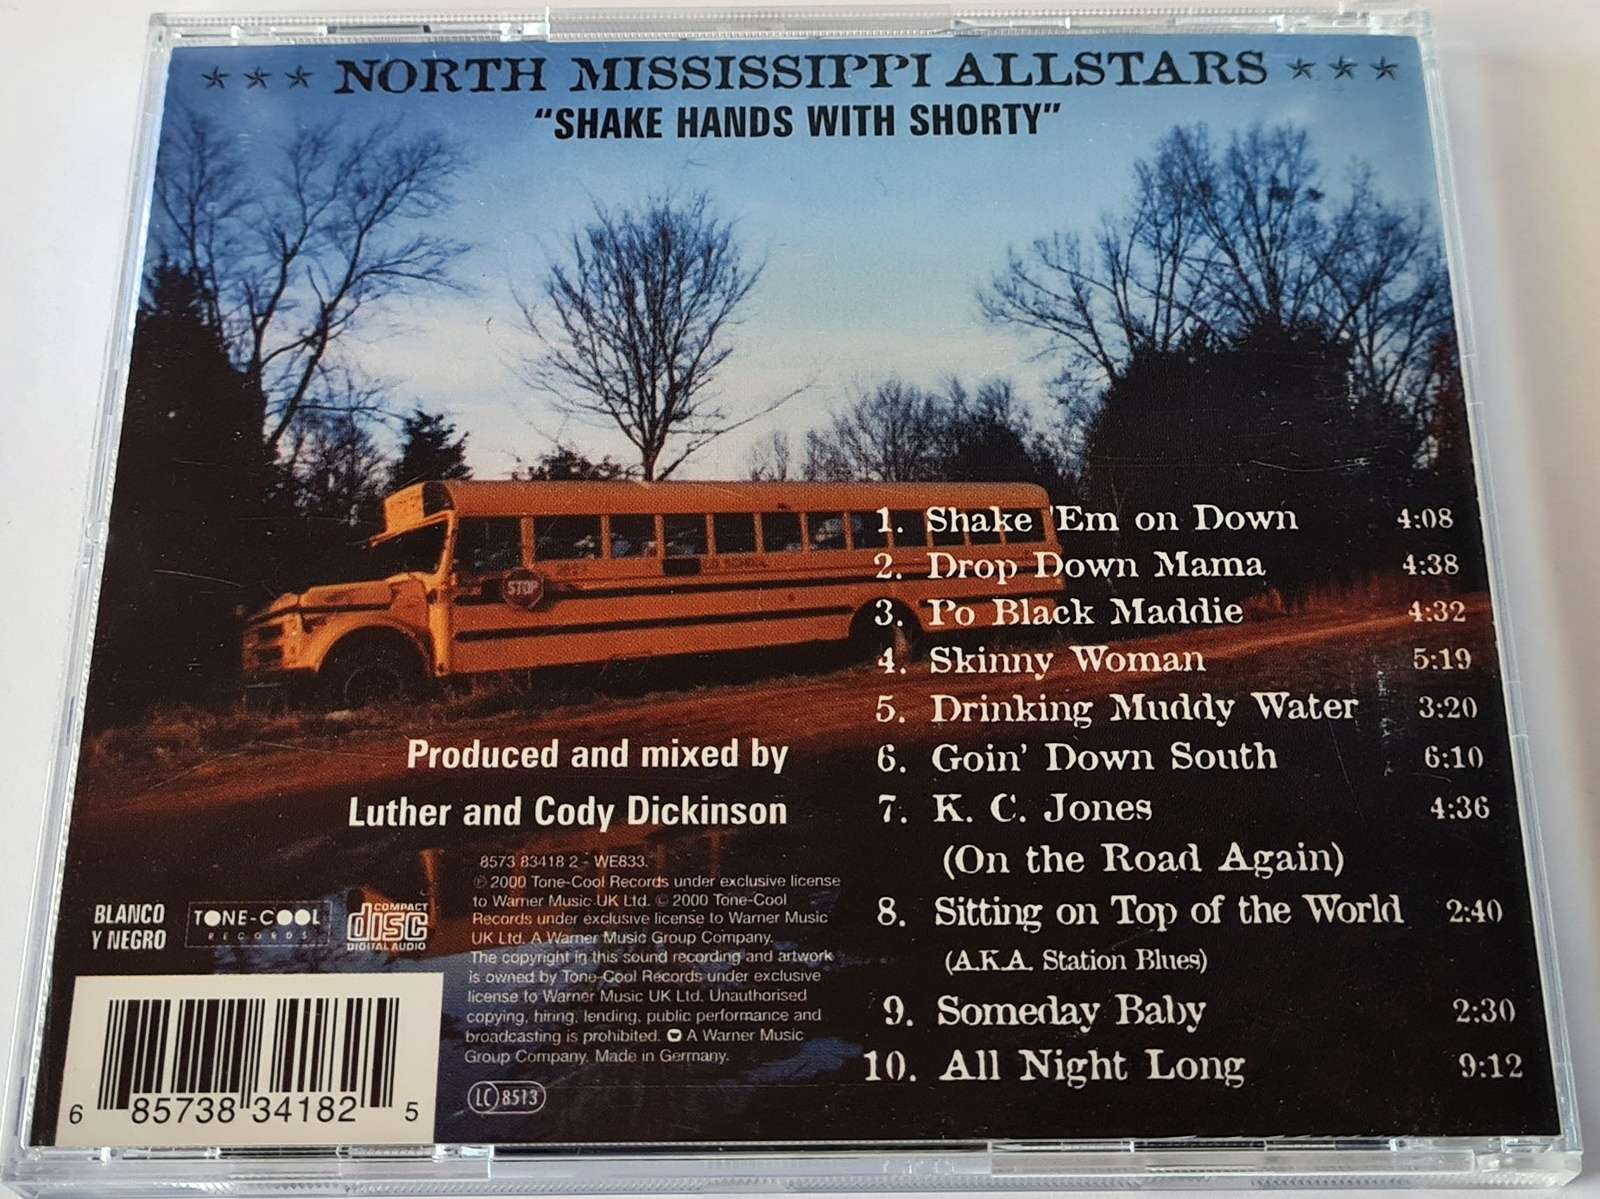 ★ ★ ★ NORTH MISSISSIPPI ALLSTARS ★ ★ ★
"SHAKE HANDS WITH SHORTY"
STOP
1. Shake 'Em on Down 4:08
2. Drop Down Mama 4:38
3. Po Black Maddie 4:32
4. Skinny Woman 5:19
5. Drinking Muddy Water 3:20
6. Goin' Down South 6:10
7. K. C. Jones 4:36
(On the Road Again)
8. Sitting on Top of the World 2:40
(A.K.A. Station Blues)
9. Someday Baby 2:30
10. All Night Long 9:12
Produced and mixed by
Luther and Cody Dickinson
8573 83418 2 - WE833.
℗ 2000 Tone-Cool Records under exclusive license
to Warner Music UK Ltd. © 2000 Tone-Cool
Records under exclusive license to Warner Music
UK Ltd. A Warner Music Group Company.
The copyright in this sound recording and artwork
is owned by Tone-Cool Records under exclusive
license to Warner Music UK Ltd. Unauthorised
copying, hiring, lending, public performance and
broadcasting is prohibited. A Warner Music
Group Company. Made in Germany.
LC 8513
BLANCO
Y NEGRO
TONE-COOL
RECORDS
COMPACT
disc
DIGITAL AUDIO
6 85738 34182 5